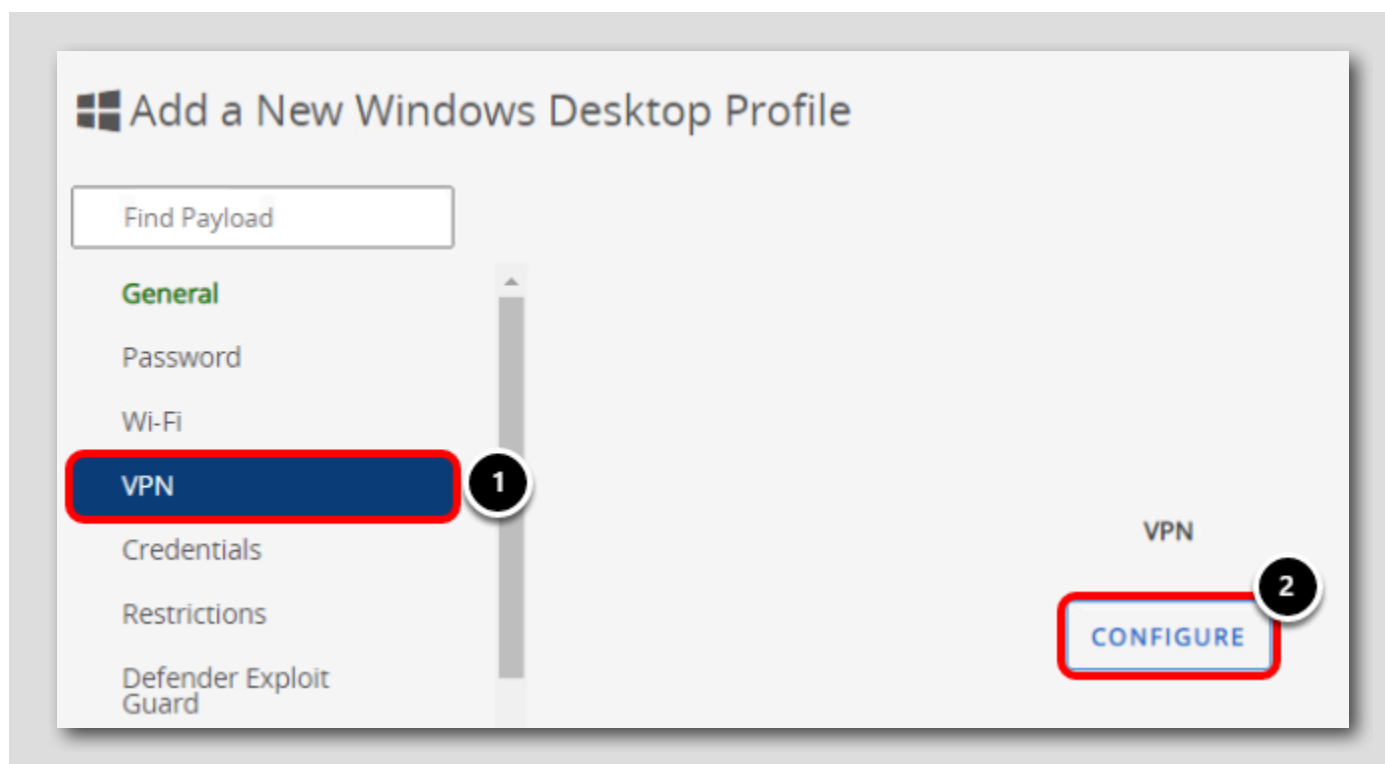 Add a New Windows Desktop Profile
Find Payload
General
Password
Wi-Fi
VPN
1
Credentials
Restrictions
Defender Exploit
Guard
VPN
2
CONFIGURE